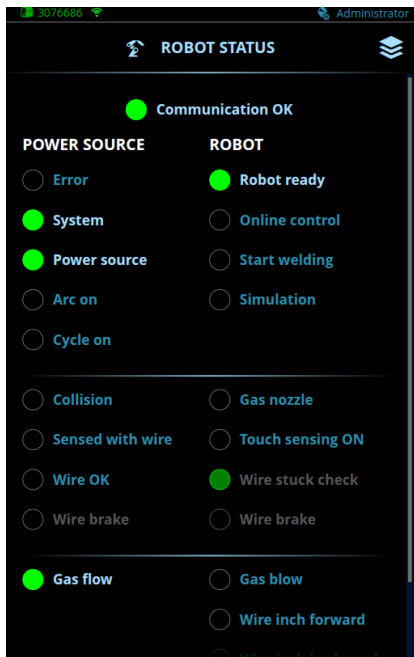 3076686
Administrator
ROBOT STATUS
Communication OK
POWER SOURCE
ROBOT
Error
Robot ready
System
Online control
Power source
Start welding
Arc on
Simulation
Cycle on
Collision
Gas nozzle
Sensed with wire
Touch sensing ON
Wire OK
Wire stuck check
Wire brake
Wire brake
Gas flow
Gas blow
Wire inch forward